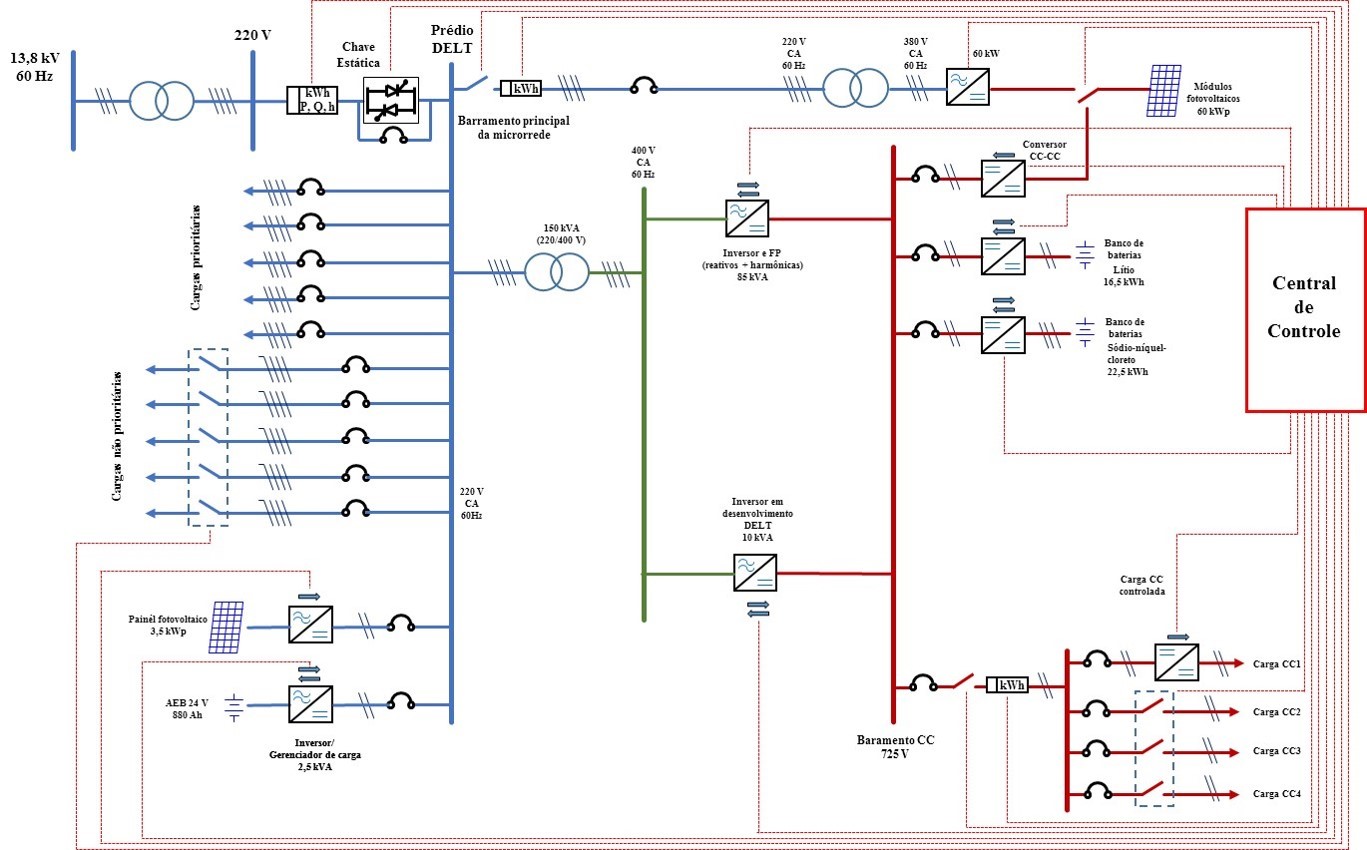 13,8 kV
60 Hz
220 V
kWh
P, Q, h
Chave
Estática
Prédio
DELT
kWh
Barramento principal
da microrrede
220 V
CA
60 Hz
380 V
CA
60 Hz
60 kW
Módulos
fotovoltaicos
60 kWp
Conversor
CC-CC
400 V
CA
60 Hz
Cargas prioritárias
150 kVA
(220/400 V)
Inversor e FP
(reativos + harmônicas)
85 kVA
Banco de
baterias
Lítio
16,5 kWh
Banco de
baterias
Sódio-níquel-
cloreto
22,5 kWh
Central
de
Controle
Cargas não prioritárias
220 V
CA
60Hz
Inversor em
desenvolvimento
DELT
10 kVA
Painél fotovoltaico
3,5 kWp
AEB 24 V
880 Ah
Inversor/
Gerenciador de carga
2,5 kVA
Baramento CC
725 V
kWh
Carga CC
controlada
Carga CC1
Carga CC2
Carga CC3
Carga CC4